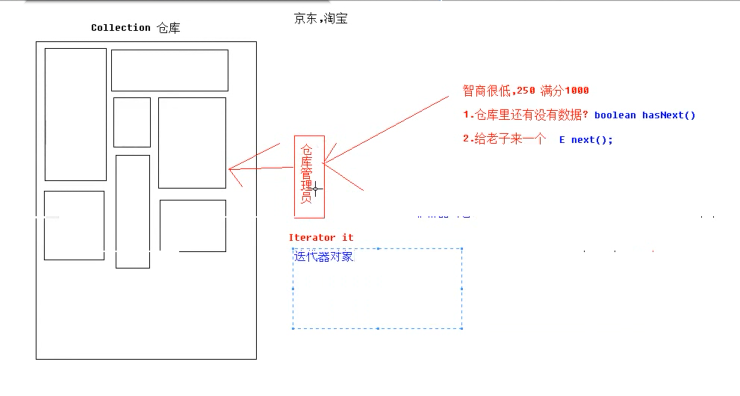 京东,淘宝
Collection 仓库
智商很低,250 满分1000
1.仓库里还有没有数据? boolean hasNext()
2.给老子来一个 E next();
仓库管理员
Iterator it
迭代器对象